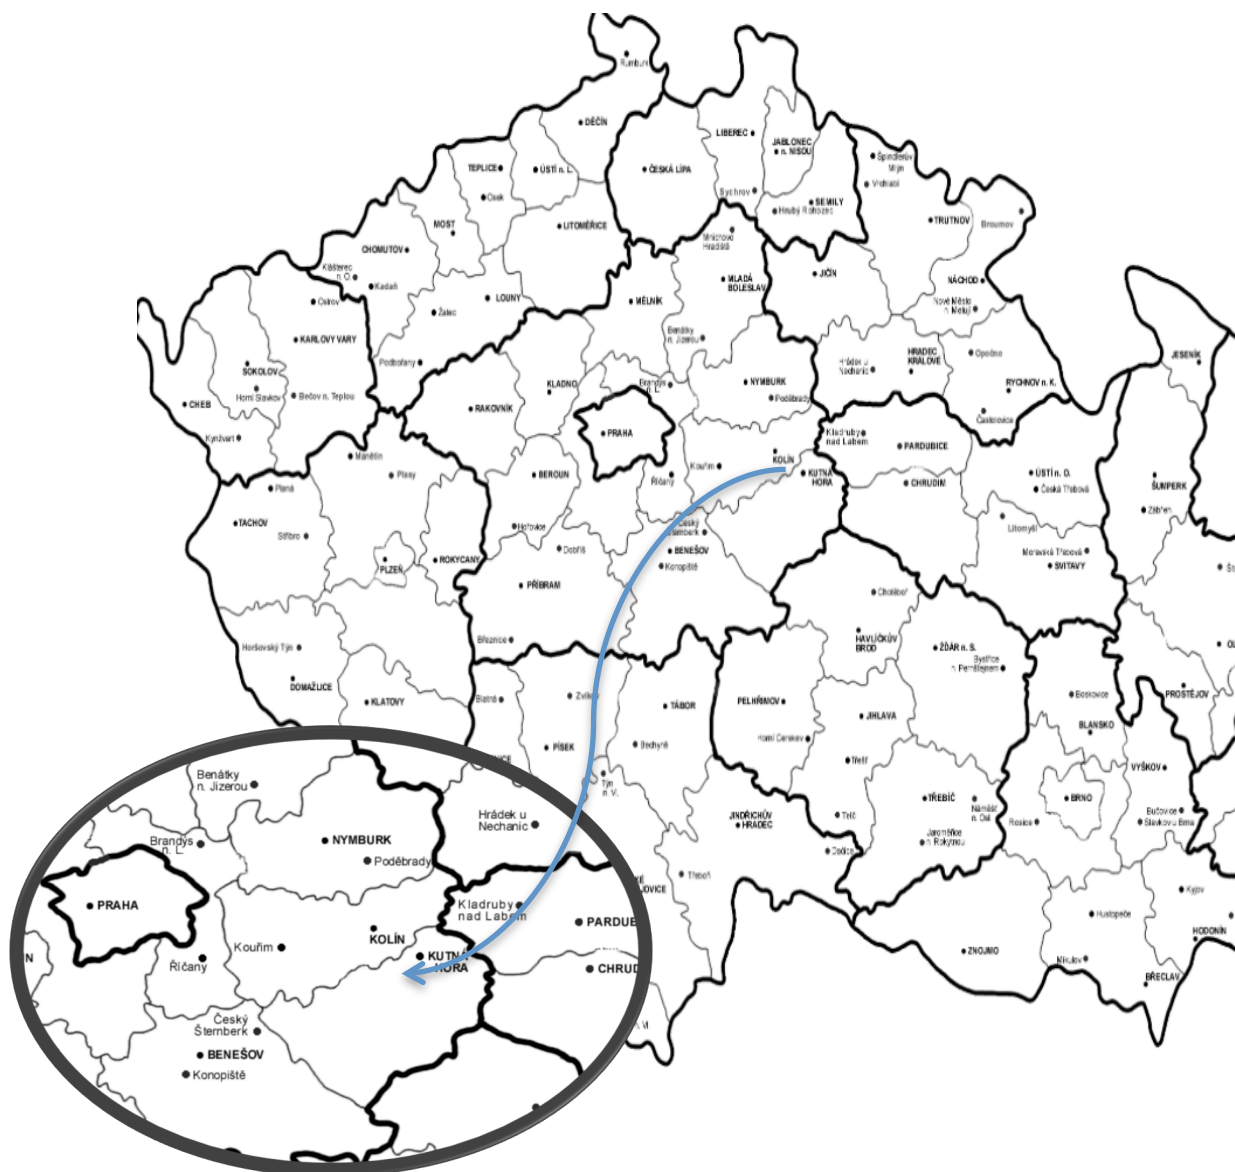 Rumburk
DĚČÍN
LIBEREC
JABLONEC
n. NISOU
Špindlerův
Mlýn
Vrchlabí
TEPLICE
ÚSTÍ n. L.
ČESKÁ LÍPA
Osek
Sychrov
SEMILY
Hrubý Rohozec
TRUTNOV
Broumov
MOST
LITOMĚŘICE
Mnichovo
Hradiště
CHOMUTOV
Klášterec
n. O.
Kadaň
JIČÍN
MLADÁ
BOLESLAV
NÁCHOD
Nové Město
n. Metují
Ostrov
LOUNY
MĚLNÍK
Žatec
Benátky
n. Jizerou
KARLOVY VARY
Podbořany
Hrádek u
Nechanic
HRADEC
KRÁLOVÉ
Opočno
JESENÍK
SOKOLOV
Horní Slavkov
Bečov n. Teplou
CHEB
KLADNO
Brandýs
n. L.
NYMBURK
Poděbrady
RYCHNOV n. K.
RAKOVNÍK
Častolovice
Kynžvart
PRAHA
Kladruby
nad Labem
PARDUBICE
Manětín
Plasy
BEROUN
Říčany
Kouřim
KOLÍN
KUTNÁ
HORA
CHRUDIM
ÚSTÍ n. O.
Česká Třebová
ŠUMPERK
Planá
TACHOV
Stříbro
Hořovice
Český
Šternberk
Litomyšl
Zábřeh
PLZEŇ
ROKYCANY
Dobříš
BENEŠOV
Konopiště
Moravská Třebová
SVITAVY
PŘÍBRAM
Chotěboř
Březnice
HAVLÍČKŮV
BROD
ŽĎÁR n. S.
Bystřice
n. Pernštejnem
Horšovský Týn
DOMAŽLICE
KLATOVY
Blatná
TÁBOR
PELHŘIMOV
JIHLAVA
Boskovice
PROSTĚJOV
BLANSKO
PÍSEK
Bechyně
Horní Cerekev
Třešť
VYŠKOV
Týn
n. V.
JINDŘICHŮV
HRADEC
Telč
TŘEBÍČ
Náměšť
n. Osl.
BRNO
Rosice
Bučovice
Slavkov u Brna
Jaroměřice
n. Rokytnou
Dačice
Třeboň
Kyjov
Hustopeče
HODONÍN
ZNOJMO
Mikulov
BŘECLAV
Benátky
n. Jizerou
Hrádek u
Nechanic
Brandýs
n. L.
NYMBURK
Poděbrady
PRAHA
Kladruby
nad Labem
PARDUB
KOLÍN
Kouřim
KUTNÁ
HORA
Říčany
CHRUD
Český
Šternberk
BENEŠOV
Konopiště